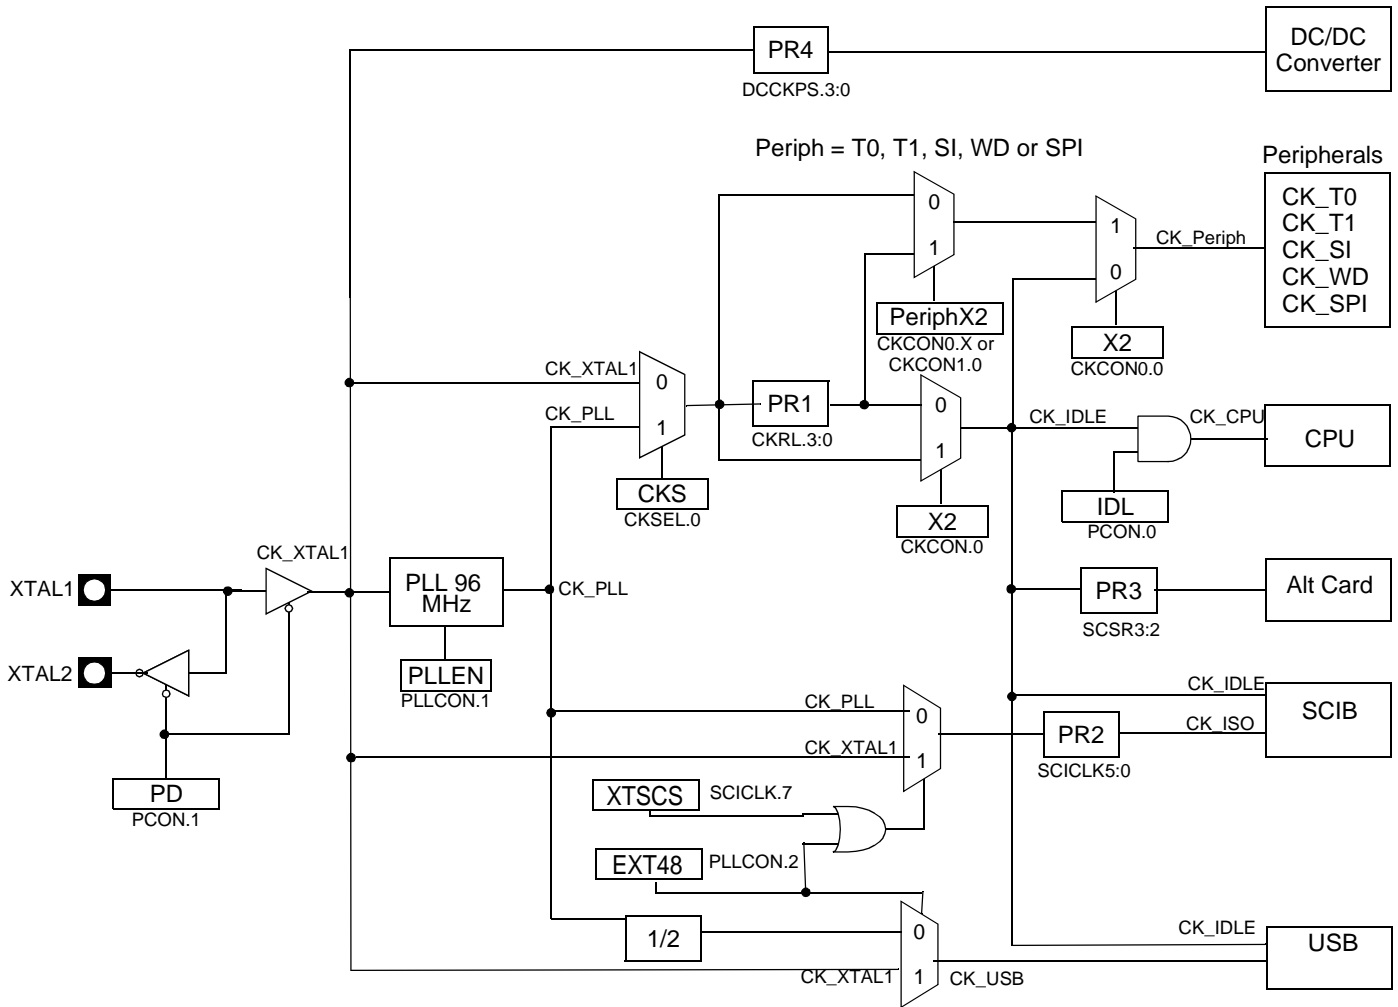 PR4
DCCKPS.3:0
DC/DC
Converter
Periph = T0, T1, SI, WD or SPI
Peripherals
CK_T0
CK_T1
CK_SI
CK_WD
CK_SPI
0
1
1
0
CK_Periph
PeriphX2
CKCON0.X or
CKCON1.0
X2
CKCON0.0
CK_XTAL1
0
CK_PLL
1
CKS
CKSEL.0
PR1
CKRL.3:0
0
1
X2
CKCON.0
CK_IDLE
CK_CPU
CPU
IDL
PCON.0
XTAL1
CK_XTAL1
PLL 96
MHz
CK_PLL
PLLEN
PLLCON.1
XTAL2
PD
PCON.1
PR3
SCSR3:2
Alt Card
CK_PLL
0
CK_XTAL1
1
PR2
SCICLK5:0
CK_IDLE
CK_ISO
SCIB
XTSCS
SCICLK.7
EXT48
PLLCON.2
1/2
0
CK_XTAL1
1
CK_USB
CK_IDLE
USB